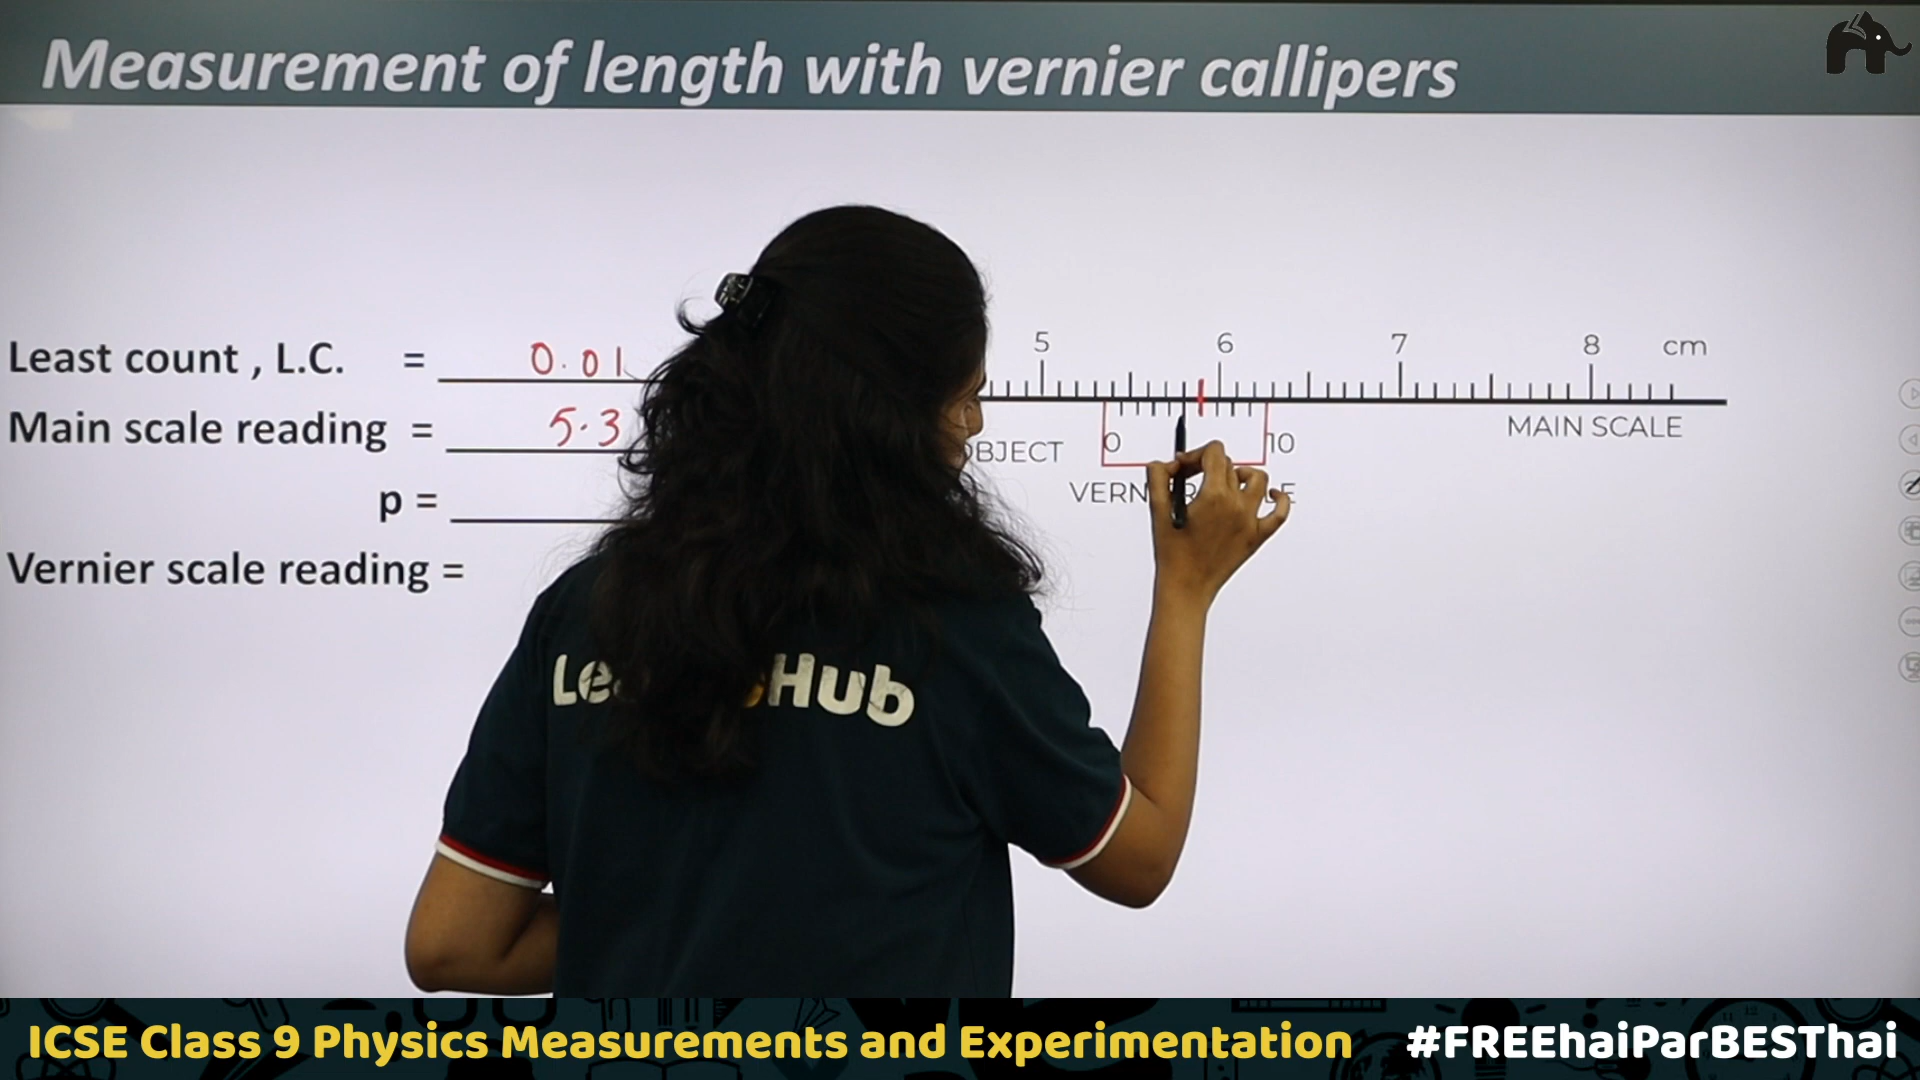 Measurement of length with vernier callipers
5 6 7 8 cm
Least count , L.C. = 0.01
Main scale reading = 5.3
MAIN SCALE
0 10
p =
Vernier scale reading =
Hub
ICSE Class 9 Physics Measurements and Experimentation #FREEhaiParBESThai